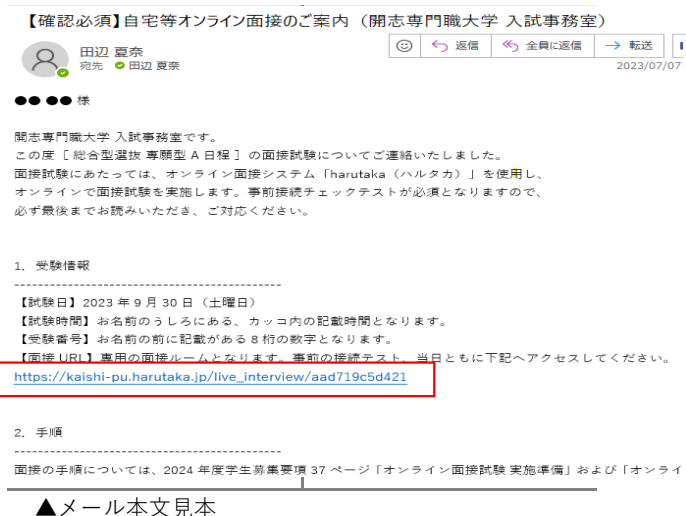 【確認必須】自宅等オンライン面接のご案内（開志専門職大学 入試事務室）
田辺 夏奈
宛先 田辺 夏奈
返信
全員に返信
転送
2023/07/07
●● ●● 様
開志専門職大学 入試事務室です。
この度［ 総合型選抜 専願型 A 日程 ］の面接試験についてご連絡いたしました。
面接試験にあたっては、オンライン面接システム「harutaka（ハルタカ）」を使用し、
オンラインで面接試験を実施します。事前接続チェックテストが必須となりますので、
必ず最後までお読みいただき、ご対応ください。
1．受験情報
--------------------------------------------
【試験日】2023 年 9 月 30 日（土曜日）
【試験時間】お名前のうしろにある、カッコ内の記載時間となります。
【受験番号】お名前の前に記載がある 8 桁の数字となります。
【面接 URL】専用の面接ルームとなります。事前の接続テスト、当日ともに下記へアクセスしてください。
https://kaishi-pu.harutaka.jp/live_interview/aad719c5d421
2．手順
--------------------------------------------
面接の手順については、2024 年度学生募集要項 37 ページ「オンライン面接試験 実施準備」および「オンライ
▲メール本文見本